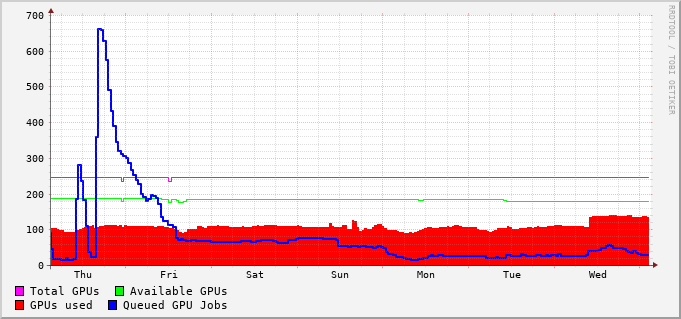 700
600
500
400
300
200
100
0
Thu Fri Sat Sun Mon Tue Wed
Total GPUs Available GPUs
GPUs used Queued GPU Jobs
RRDTOOL / TOBI OETIKER